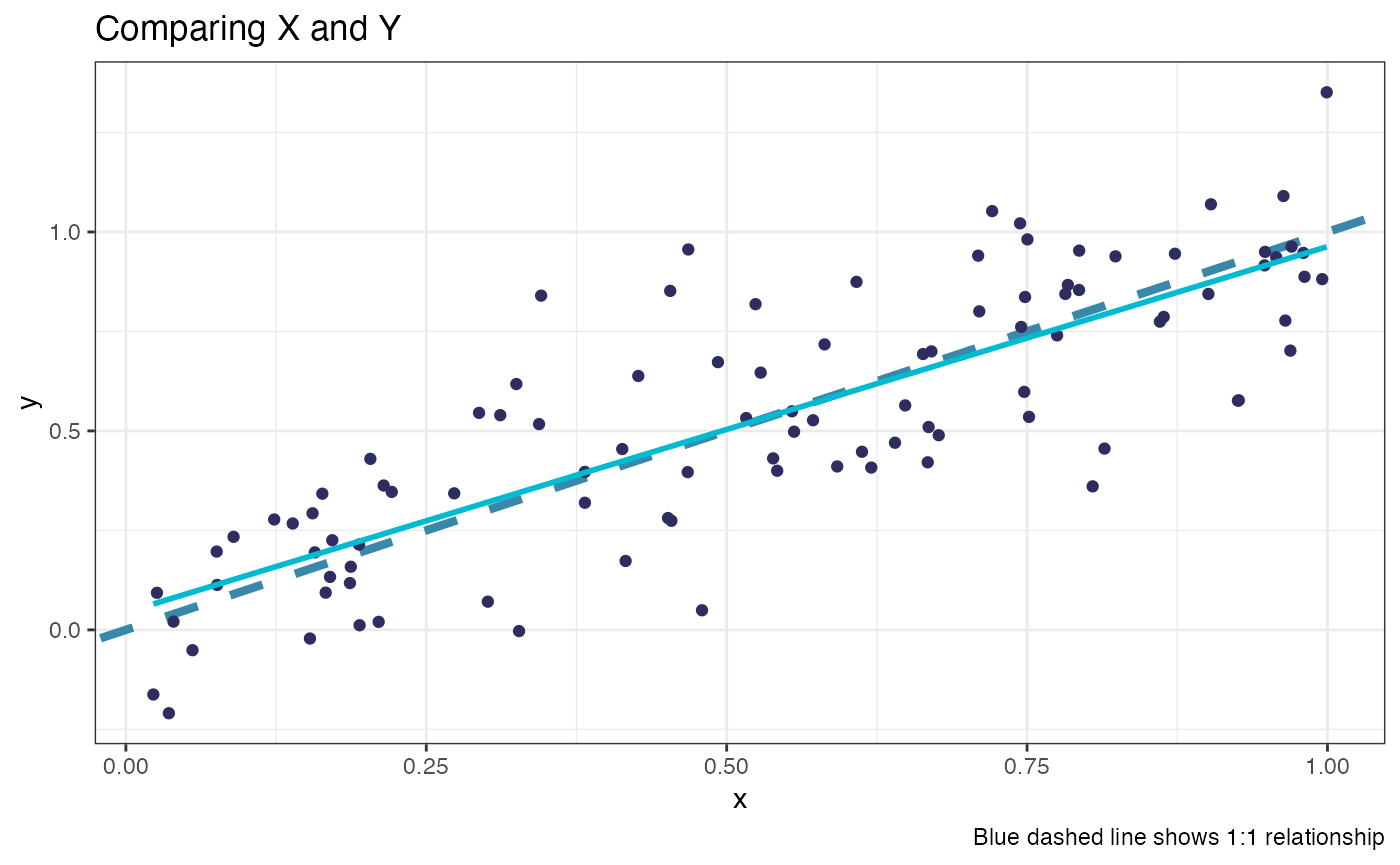 Comparing X and Y
1.0
0.5
0.0
y
0.00 0.25 0.50 0.75 1.00
x
Blue dashed line shows 1:1 relationship